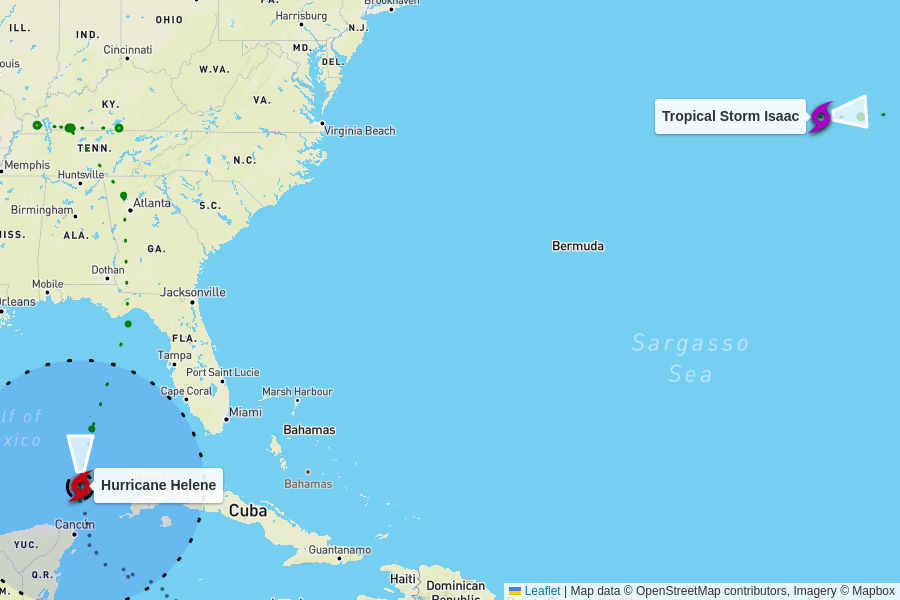 PA.
Brookhaven
OHIO
Harrisburg
ILL.
IND.
N.J.
Cincinnati
MD.
DEL.
ouis
W.VA.
VA.
KY.
Tropical Storm Isaac
Virginia Beach
TENN.
Memphis
N.C.
Huntsville
Atlanta
S.C.
Birmingham
ISS.
ALA.
GA.
Bermuda
Dothan
Mobile
Jacksonville
rleans
FLA.
Sargasso
Sea
Tampa
Port Saint Lucie
Cape Coral
Marsh Harbour
Miami
lf of
xico
Bahamas
Hurricane Helene
Bahamas
Cuba
Cancún
YUC.
Guantanamo
Q.R.
Haiti
Dominican
Republic
M.
Leaflet | Map data © OpenStreetMap contributors, Imagery © Mapbox